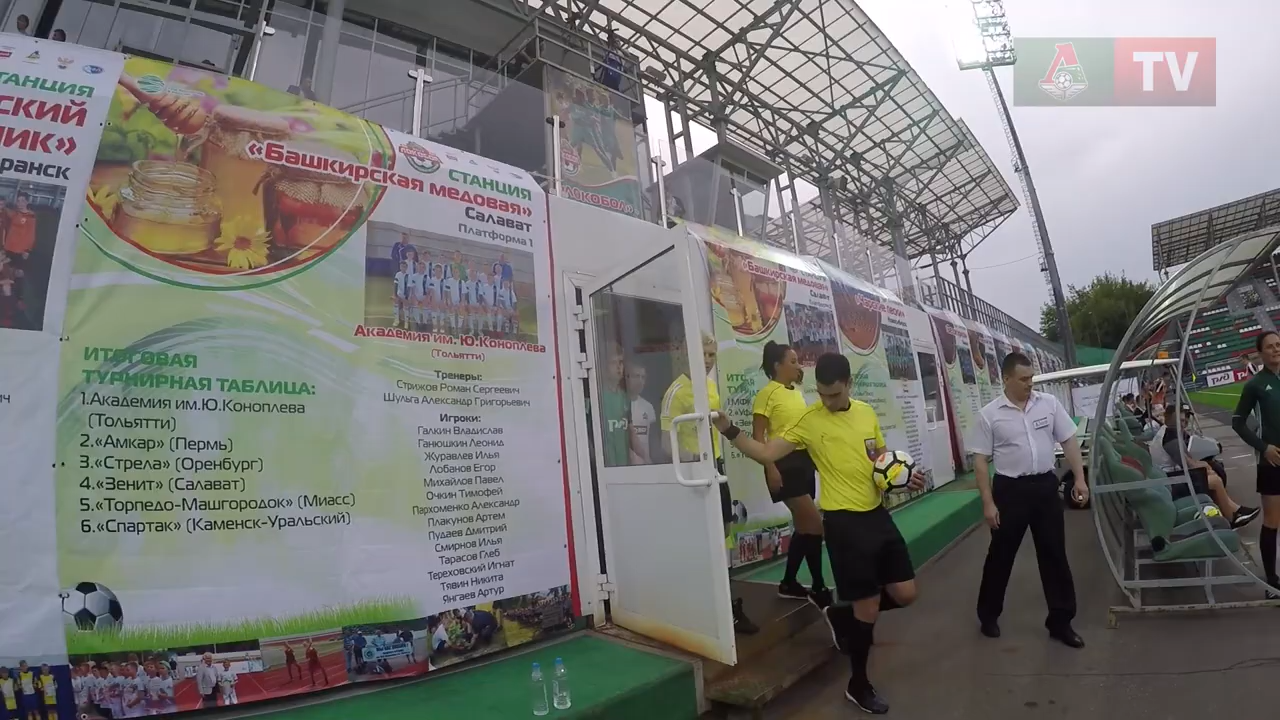 СТАНЦИЯ
СКИЙ
ИК»
РАНСК
«Башкирская медовая»
СТАНЦИЯ
Салават
Платформа 1
Академия им. Ю.Коноплева
(Тольятти)
Тренеры:
Стрижов Роман Сергеевич
Шульга Александр Григорьевич
Игроки:
Галкин Владислав
Ганюшкин Леонид
Журавлев Илья
Лобанов Егор
Михайлов Павел
Очкин Тимофей
Пархоменко Александр
Плакунов Артем
Пудаев Дмитрий
Смирнов Илья
Тарасов Глеб
Тереховский Игнат
Тявин Никита
Янгаев Артур
ИТОГОВАЯ
ТУРНИРНАЯ ТАБЛИЦА:
1.Академия им.Ю.Коноплева
(Тольятти)
2.«Амкар» (Пермь)
3.«Стрела» (Оренбург)
4.«Зенит» (Салават)
5.«Торпедо-Машгородок» (Миасс)
6.«Спартак» (Каменск-Уральский)
ЛОКОБОЛ
«Башкирская медовая»
Салават
TV